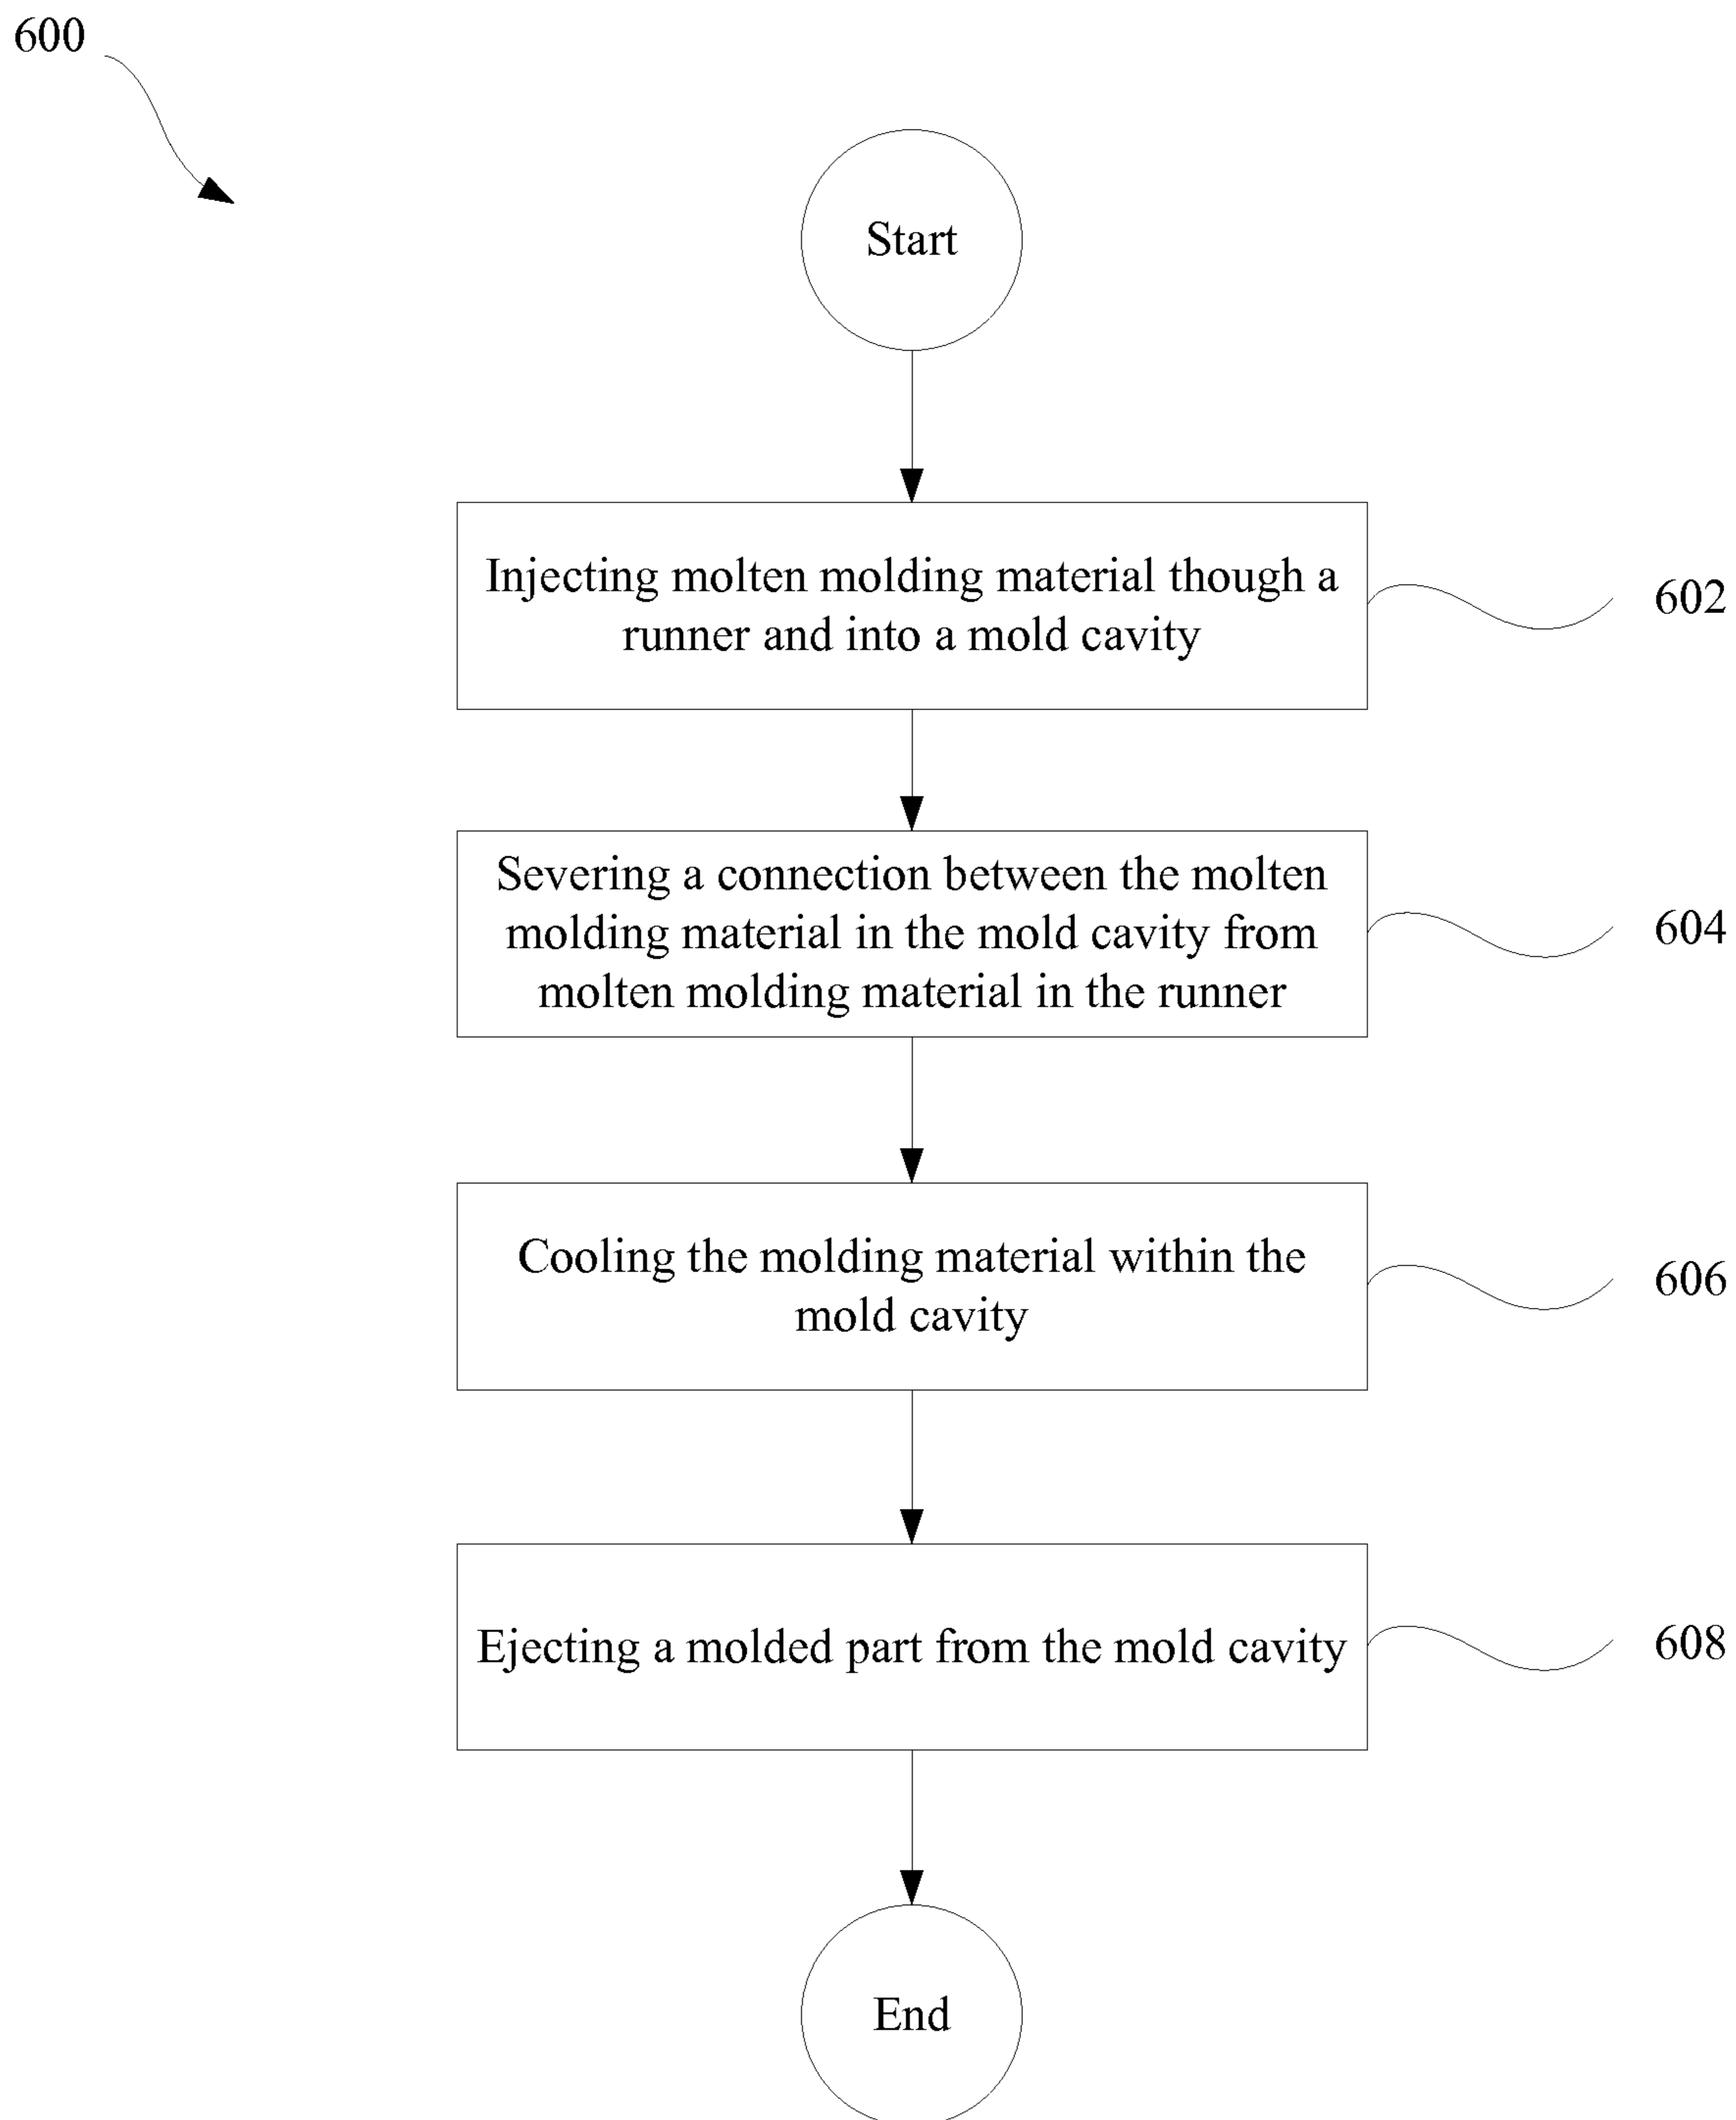 600
Start
Injecting molten molding material though a
runner and into a mold cavity
602
Severing a connection between the molten
molding material in the mold cavity from
molten molding material in the runner
604
Cooling the molding material within the
mold cavity
606
Ejecting a molded part from the mold cavity
608
End